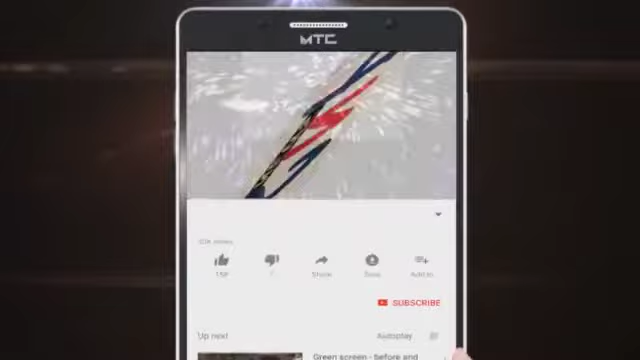 MTC
Share
Save
Add to
SUBSCRIBE
Up next
Autoplay
Green screen - before and